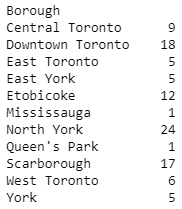 Borough
Central Toronto 9
Downtown Toronto 18
East Toronto 5
East York 5
Etobicoke 12
Mississauga 1
North York 24
Queen's Park 1
Scarborough 17
West Toronto 6
York 5